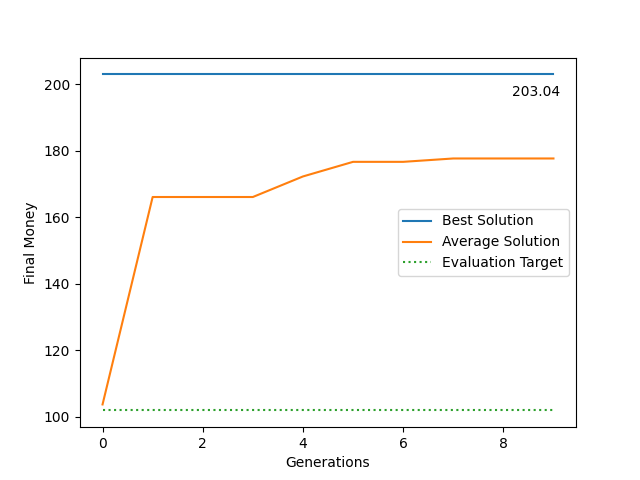 200
203.04
180
160
140
120
100
Final Money
Best Solution
Average Solution
Evaluation Target
0
2
4
6
8
Generations